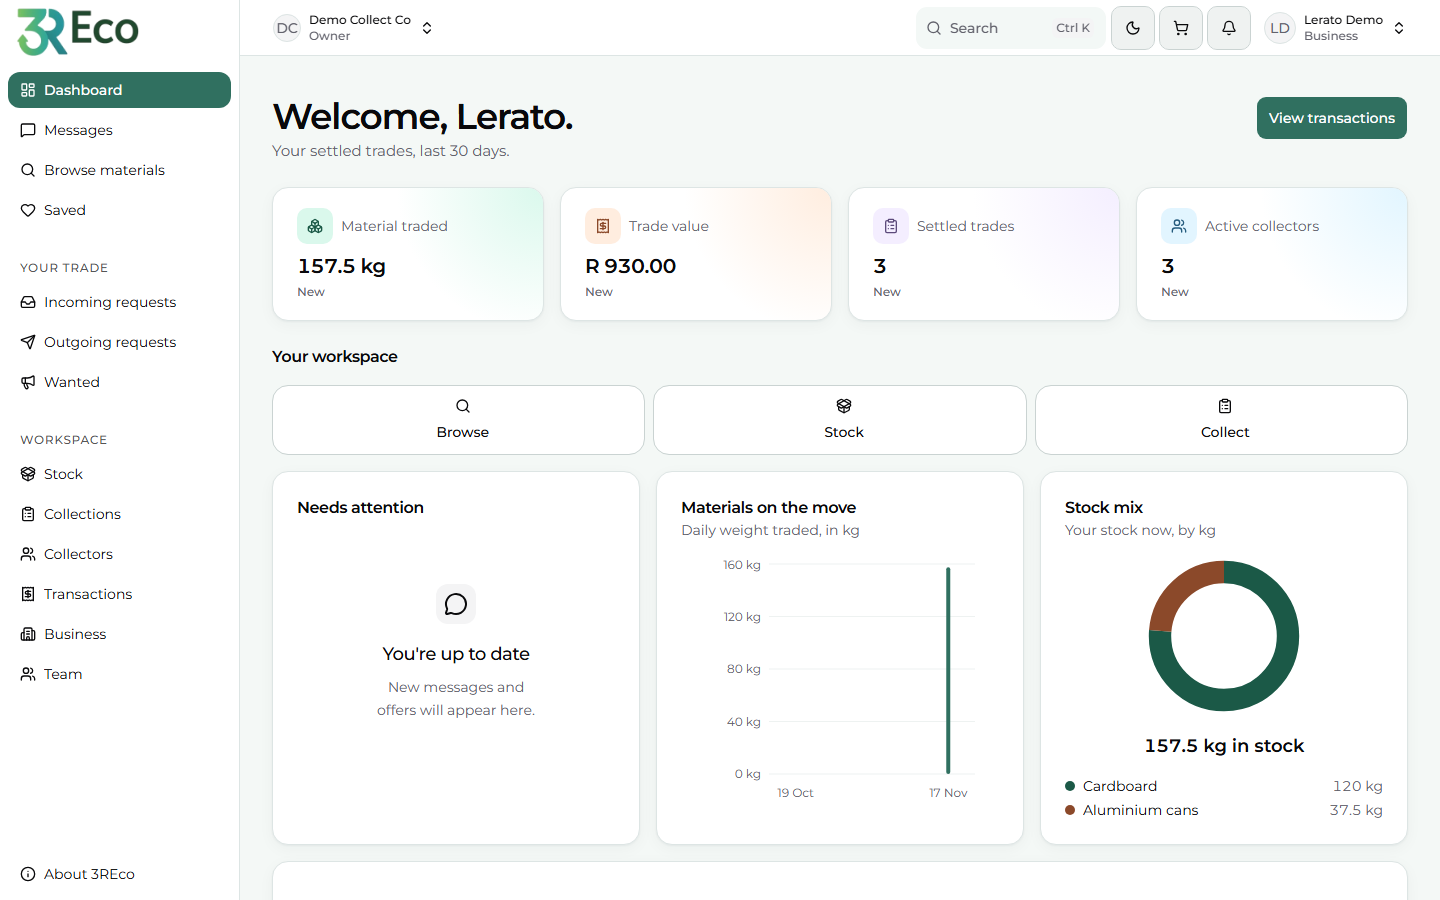 3R Eco
Dashboard
Messages
Browse materials
Saved
YOUR TRADE
Incoming requests
Outgoing requests
Wanted
WORKSPACE
Stock
Collections
Collectors
Transactions
Business
Team
About 3REco
DC
Demo Collect Co
Owner
Search
Ctrl K
LD
Lerato Demo
Business
Welcome, Lerato.
Your settled trades, last 30 days.
View transactions
Material traded
157.5 kg
New
Trade value
R 930.00
New
Settled trades
3
New
Active collectors
3
New
Your workspace
Browse
Stock
Collect
Needs attention
You're up to date
New messages and
offers will appear here.
Materials on the move
Daily weight traded, in kg
160 kg
120 kg
80 kg
40 kg
0 kg
19 Oct
17 Nov
Stock mix
Your stock now, by kg
157.5 kg in stock
Cardboard
120 kg
Aluminium cans
37.5 kg